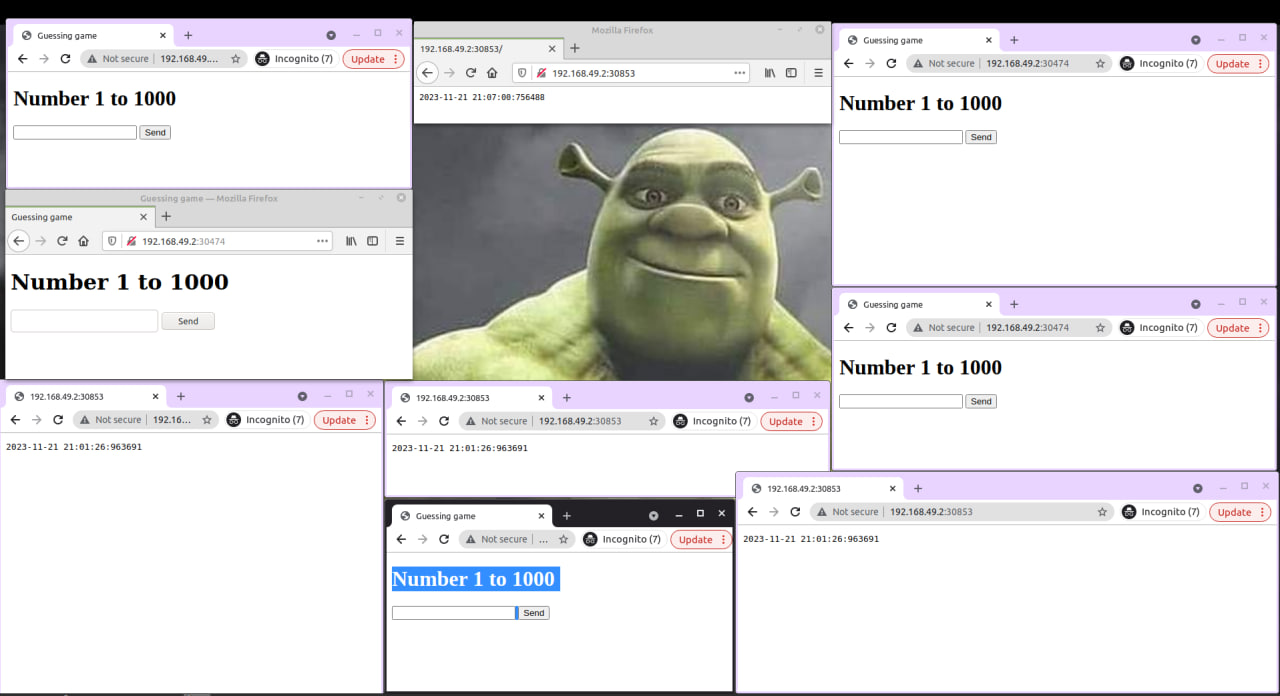 Guessing game
Not secure 192.168.49.... Incognito (7) Update
Number 1 to 1000
Send
Mozilla Firefox
192.168.49.2:30853/
192.168.49.2:30853
2023-11-21 21:07:00:756488
Guessing game
Not secure 192.168.49.2:30474 Incognito (7) Update
Number 1 to 1000
Send
Guessing game — Mozilla Firefox
Guessing game
192.168.49.2:30474
Number 1 to 1000
Send
Guessing game
Not secure 192.168.49.2:30474 Incognito (7) Update
Number 1 to 1000
Send
192.168.49.2:30853
Not secure 192.16... Incognito (7) Update
2023-11-21 21:01:26:963691
192.168.49.2:30853
Not secure 192.168.49.2:30853 Incognito (7) Update
2023-11-21 21:01:26:963691
Guessing game
Not secure ... Incognito (7) Update
Number 1 to 1000
Send
192.168.49.2:30853
Not secure 192.168.49.2:30853 Incognito (7) Update
2023-11-21 21:01:26:963691